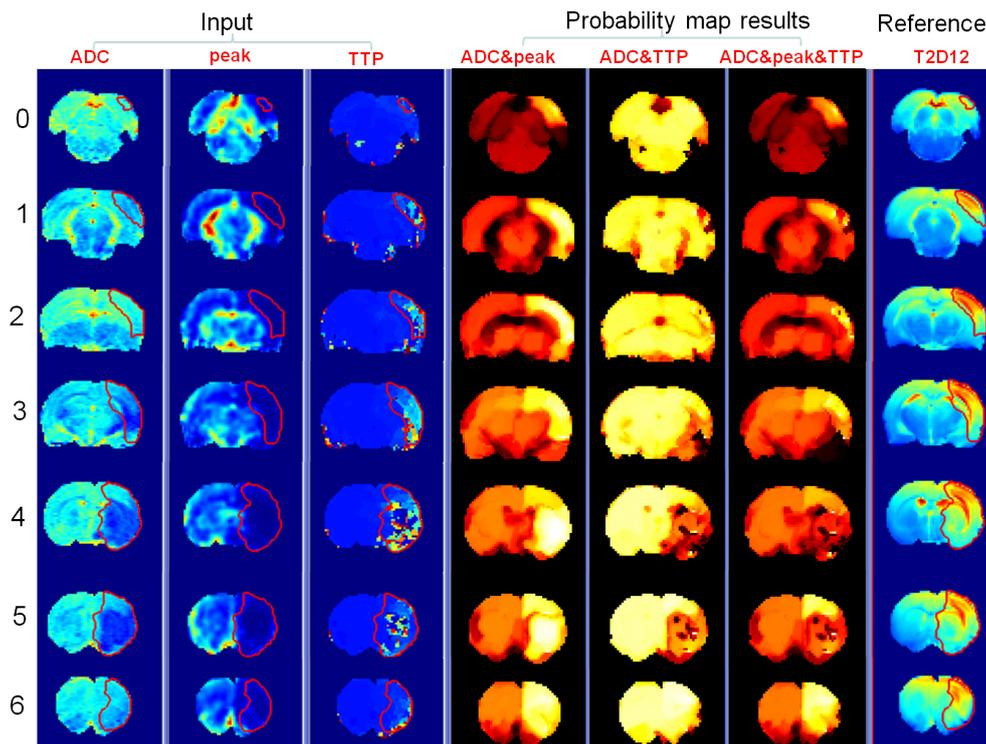 Input
Probability map results
Reference
ADC
peak
TTP
ADC&peak
ADC&TTP
ADC&peak&TTP
T2D12
0
1
2
3
4
5
6